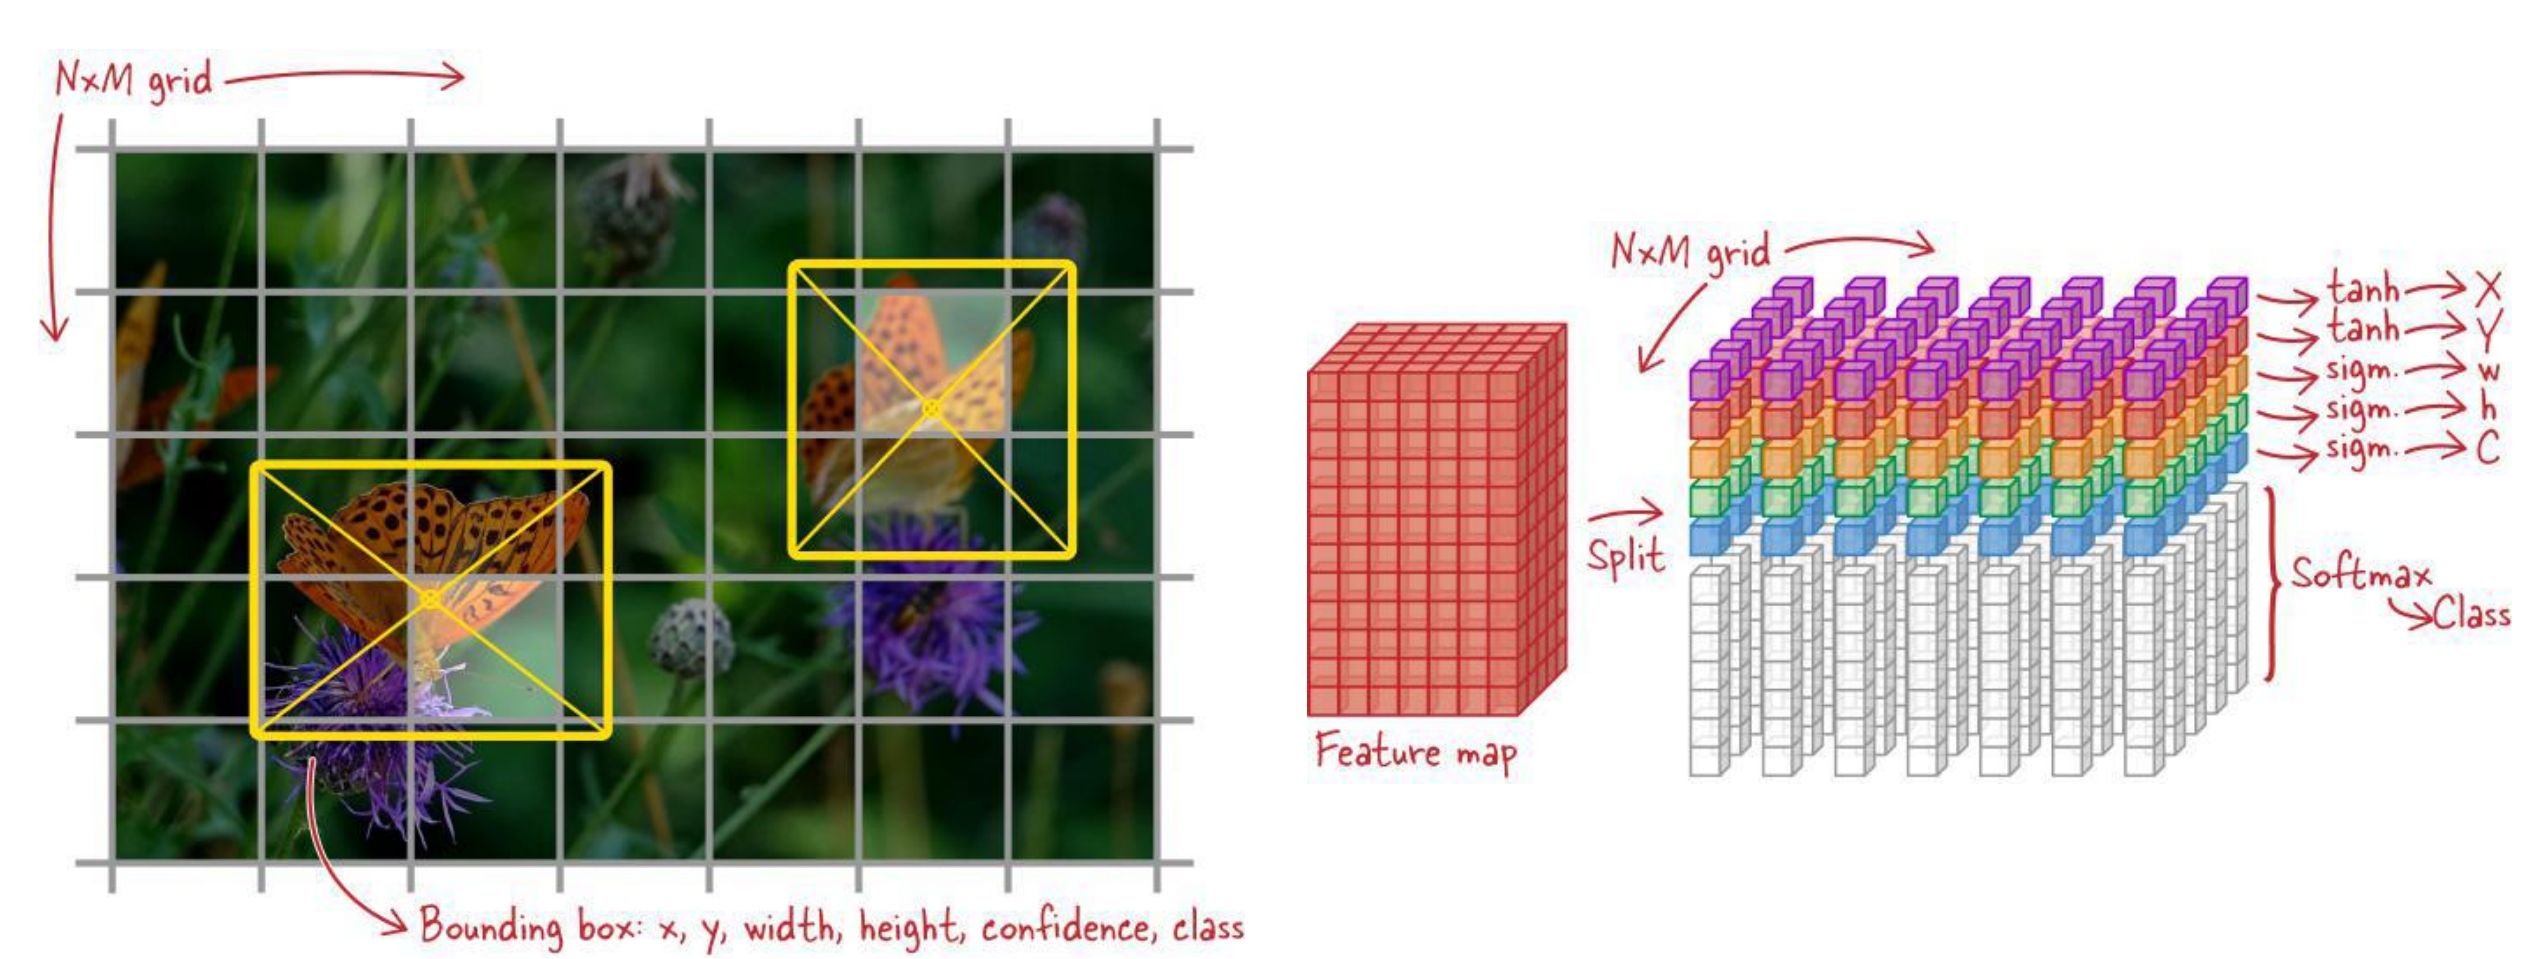 NxM grid
Bounding box: x, y, width, height, confidence, class
NxM grid
tanh X
tanh Y
sigm. w
sigm. h
sigm. C
Split
Softmax
Class
Feature map